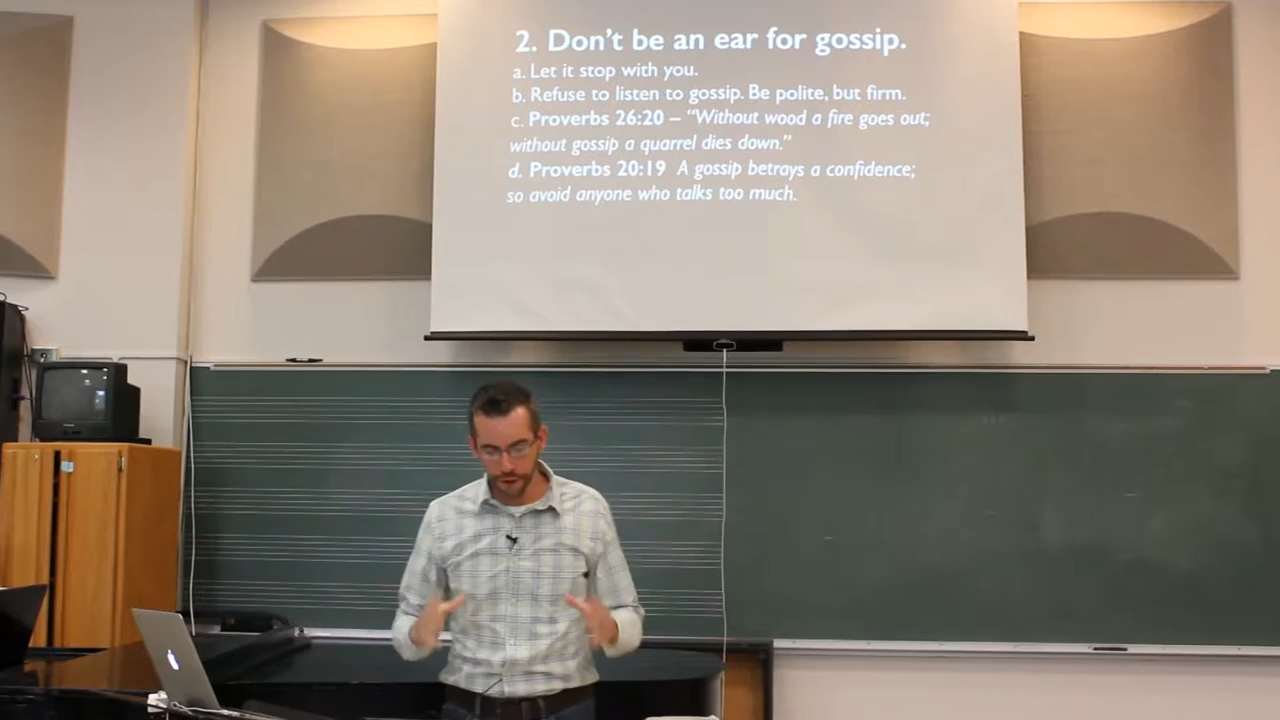 2. Don't be an ear for gossip.
a. Let it stop with you.
b. Refuse to listen to gossip. Be polite, but firm.
c. Proverbs 26:20 – “Without wood a fire goes out;
without gossip a quarrel dies down.”
d. Proverbs 20:19 A gossip betrays a confidence;
so avoid anyone who talks too much.